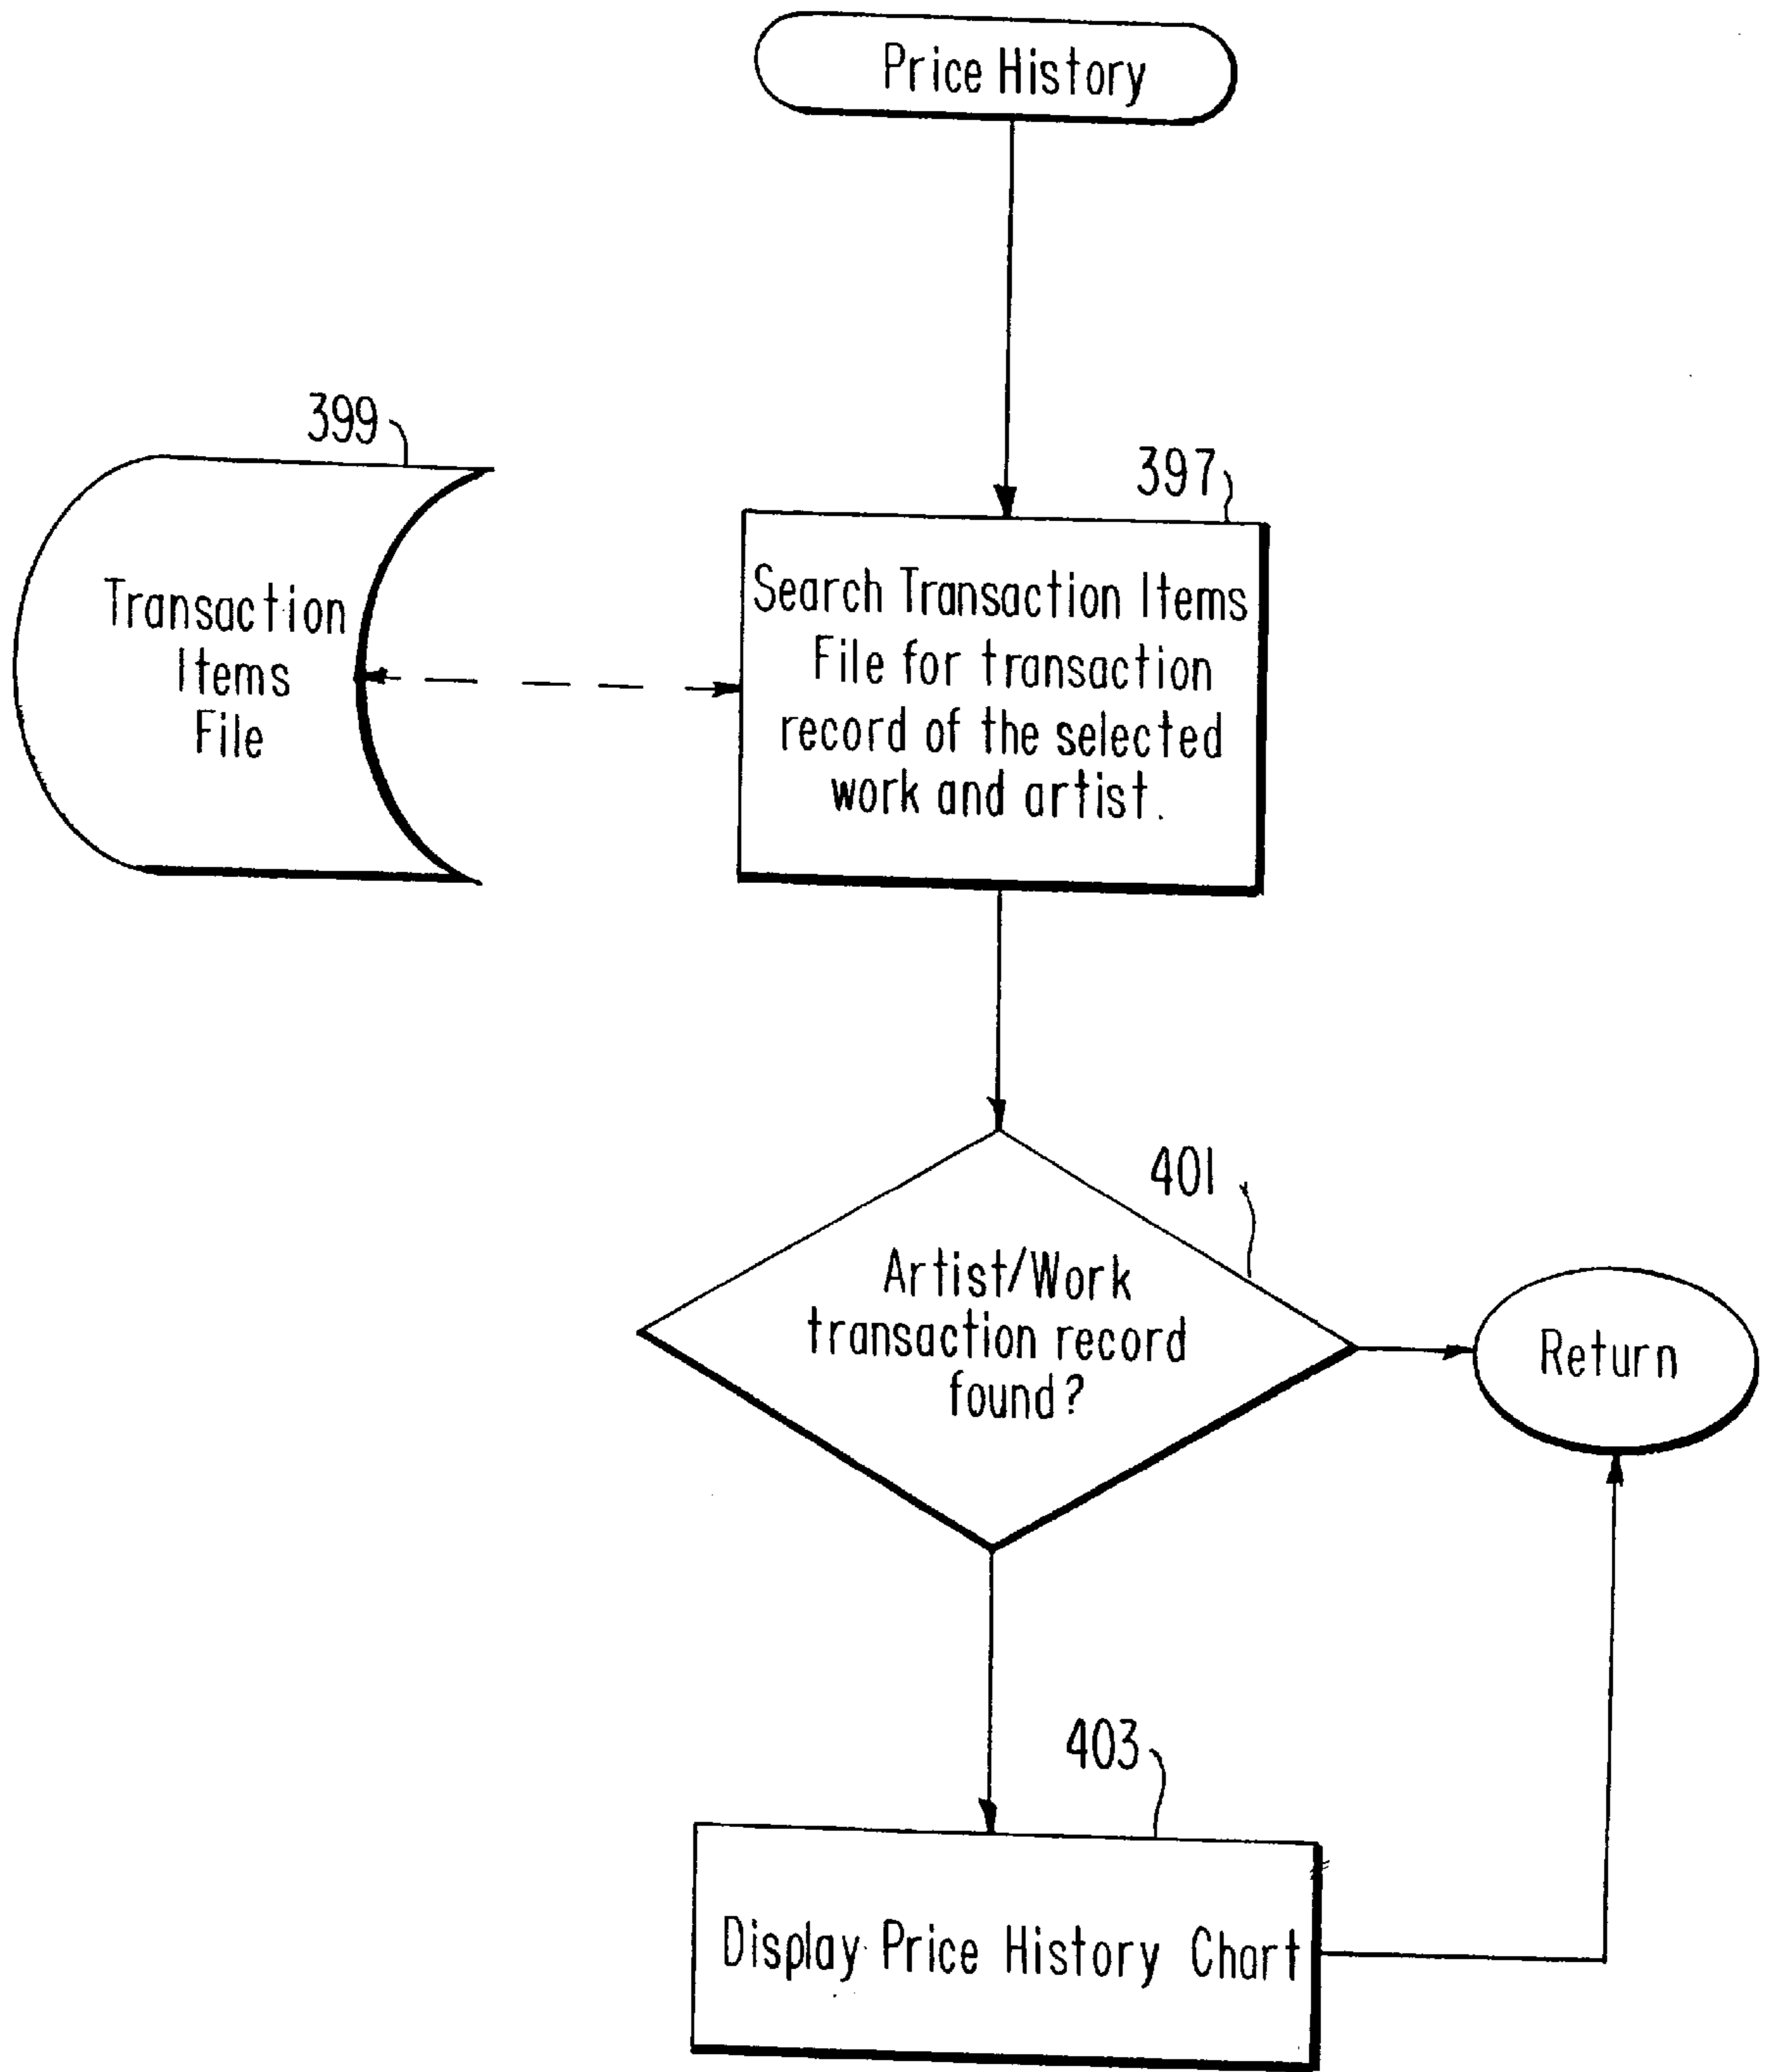 Price History
399
397
Transaction
Items
File
Search Transaction Items
File for transaction
record of the selected
work and artist.
401
Artist/Work
transaction record
found?
Return
403
Display Price History Chart